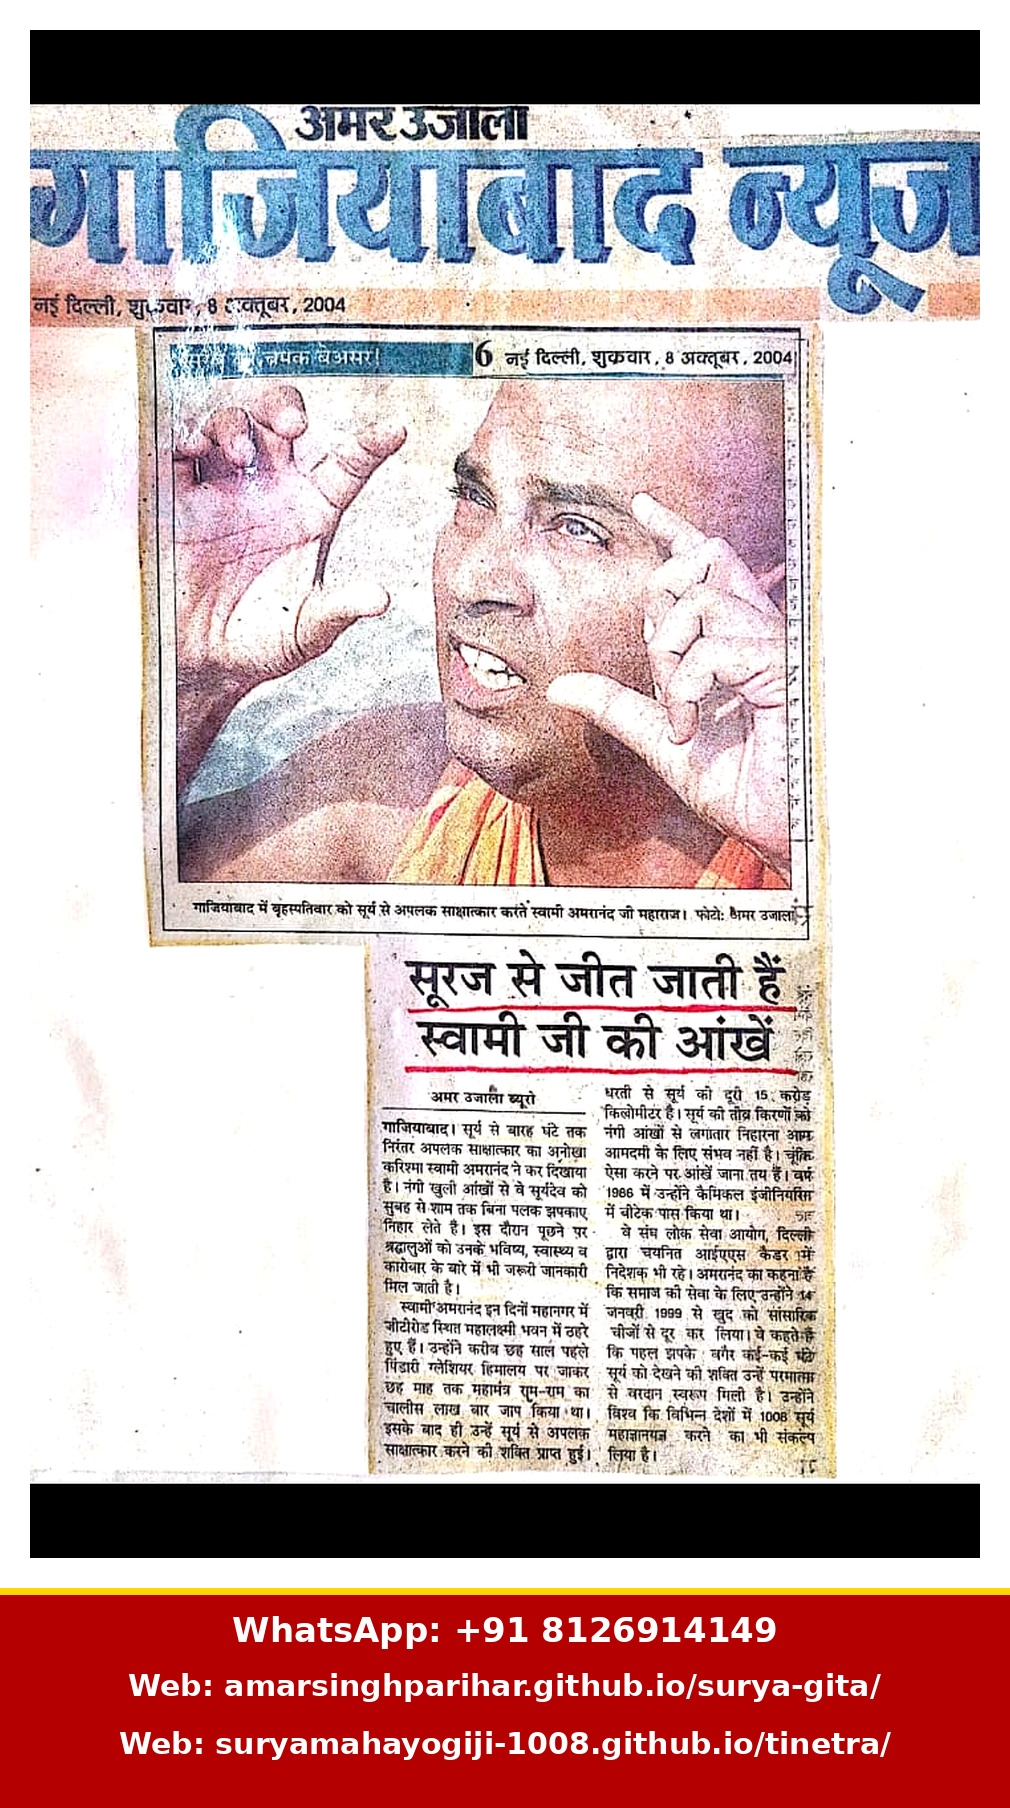 अमर उजाला
गाजियाबाद न्यूज
नई दिल्ली, शुक्रवार, 8 अक्तूबर, 2004
चमक बेअसर!
6 नई दिल्ली, शुक्रवार, 8 अक्तूबर, 2004
गाजियाबाद में बृहस्पतिवार को सूर्य से अपलक साक्षात्कार करते स्वामी अमरानंद जी महाराज। फोटो: अमर उजाला
सूरज से जीत जाती हैं
स्वामी जी की आंखें
अमर उजाला ब्यूरो
गाजियाबाद। सूर्य से बारह घंटे तक
निरंतर अपलक साक्षात्कार का अनोखा
करिश्मा स्वामी अमरानंद ने कर दिखाया
है। नंगी खुली आंखों से वे सूर्यदेव को
सुबह से शाम तक बिना पलक झपकाए
निहार लेते है। इस दौरान पूछने पर
श्रद्धालुओं को उनके भविष्य, स्वास्थ्य व
कारोबार के बारे में भी जरूरी जानकारी
मिल जाती है।
स्वामी अमरानंद इन दिनों महानगर में
जीटीरोड स्थित महालक्ष्मी भवन में ठहरे
हुए हैं। उन्होंने करीब छह साल पहले
पिंडारी ग्लेशियर हिमालय पर जाकर
छह माह तक महामंत्र राम-राम का
चालीस लाख बार जाप किया था।
इसके बाद ही उन्हें सूर्य से अपलक
साक्षात्कार करने की शक्ति प्राप्त हुई।
धरती से सूर्य की दूरी 15 करोड़
किलोमीटर है। सूर्य की तीव्र किरणों को
नंगी आंखों से लगातार निहारना आम
आमदमी के लिए संभव नहीं है। चूंकि
ऐसा करने पर आंखें जाना तय हैं। वर्ष
1986 में उन्होंने कैमिकल इंजीनियरिंग
में बीटेक पास किया था।
वे संघ लोक सेवा आयोग, दिल्ली
द्वारा चयनित आईएएस कैडर में
निदेशक भी रहे। अमरानंद का कहना है
कि समाज की सेवा के लिए उन्होंने 14
जनवरी 1999 से खुद को सांसारिक
चीजों से दूर कर लिया। वे कहते हैं
कि पहल झपके बगैर कई-कई घंटे
सूर्य को देखने की शक्ति उन्हें परमात्मा
से वरदान स्वरूप मिली है। उन्होंने
विश्व कि विभिन्न देशों में 1008 सूर्य
महाज्ञानयज्ञ करने का भी संकल्प
लिया है।
WhatsApp: +91 8126914149
Web: amarsinghparihar.github.io/surya-gita/
Web: suryamahayogiji-1008.github.io/tinetra/